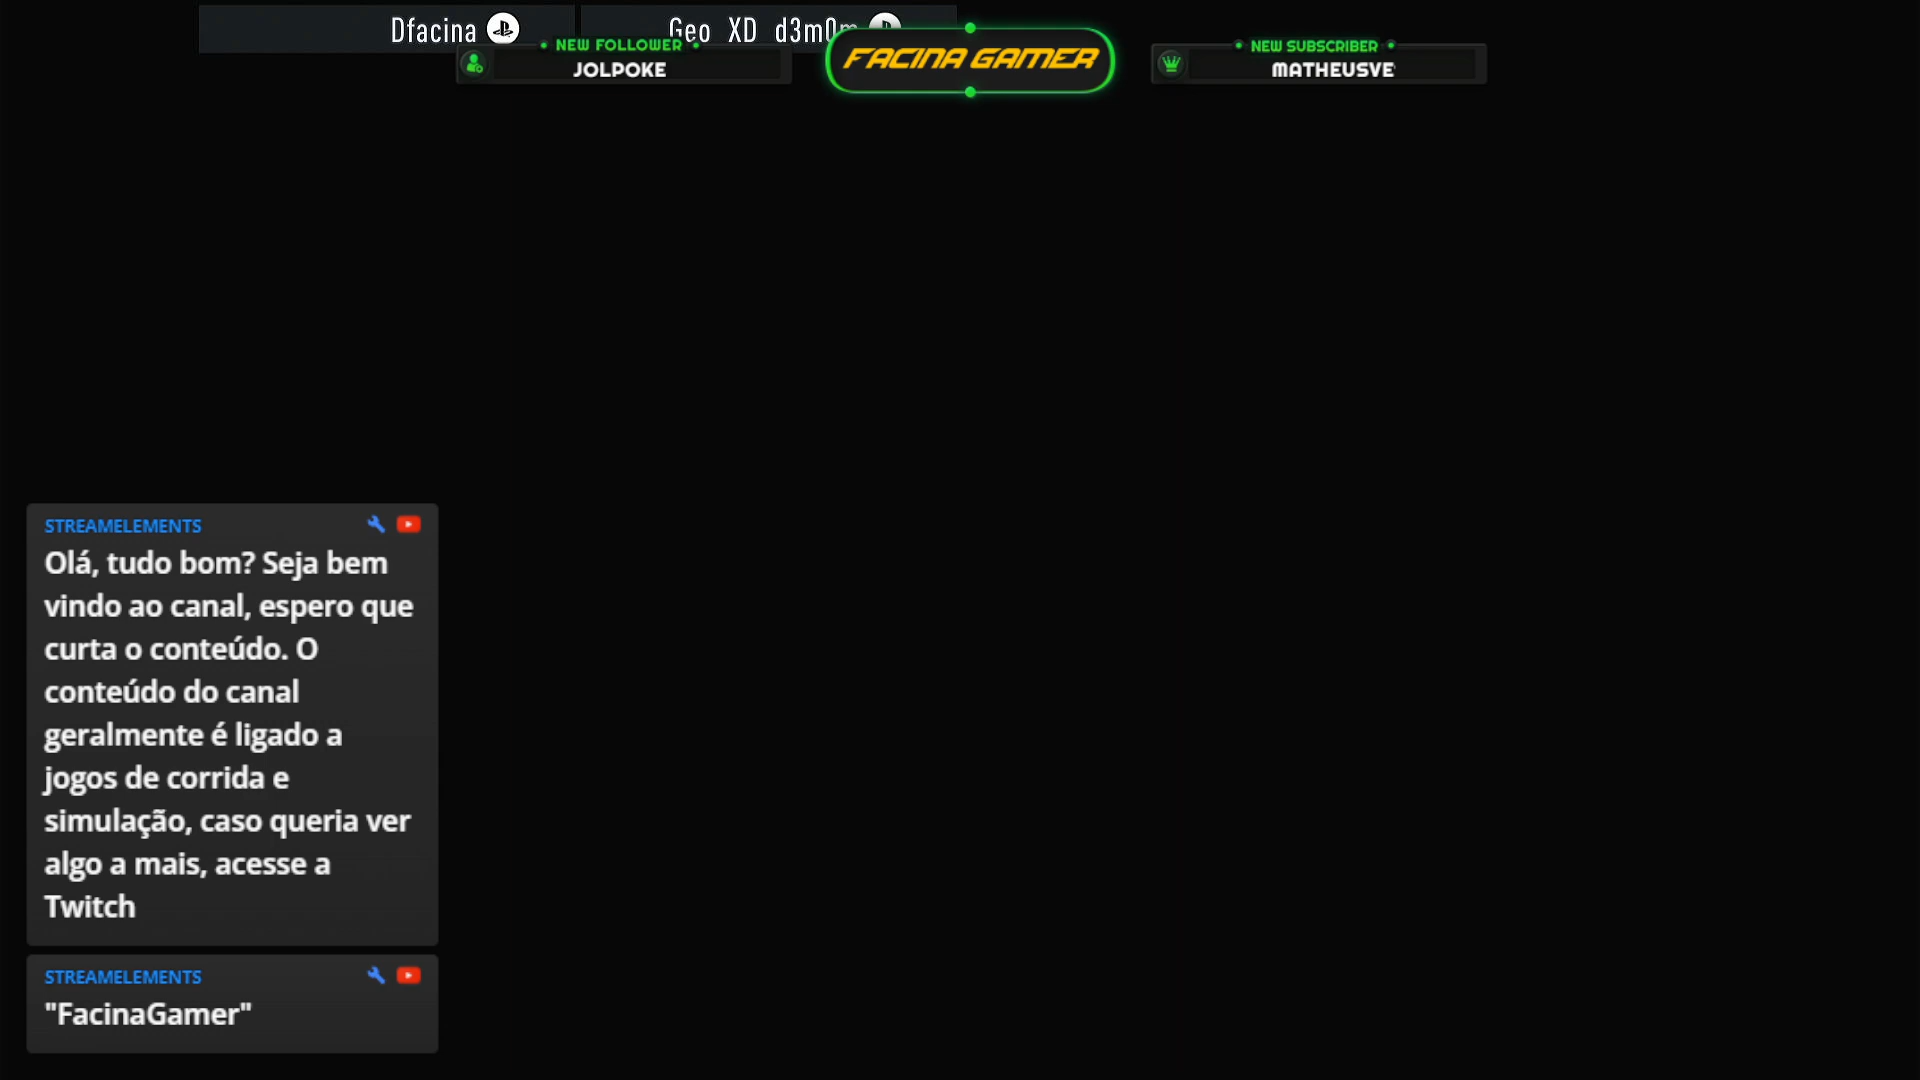 Dfacina
Geo XD d3m0
NEW FOLLOWER
JOLPOKE
FACINA GAMER
NEW SUBSCRIBER
MATHEUSVE
STREAMELEMENTS
Olá, tudo bom? Seja bem
vindo ao canal, espero que
curta o conteúdo. O
conteúdo do canal
geralmente é ligado a
jogos de corrida e
simulação, caso queria ver
algo a mais, acesse a
Twitch
STREAMELEMENTS
"FacinaGamer"